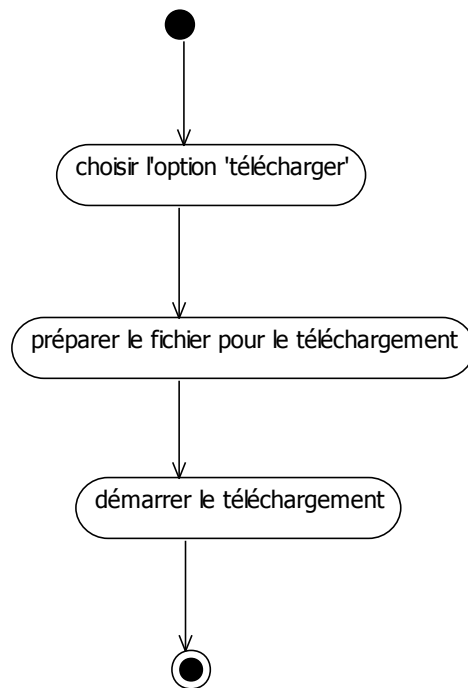 choisir l'option 'télécharger'
préparer le fichier pour le téléchargement
démarrer le téléchargement